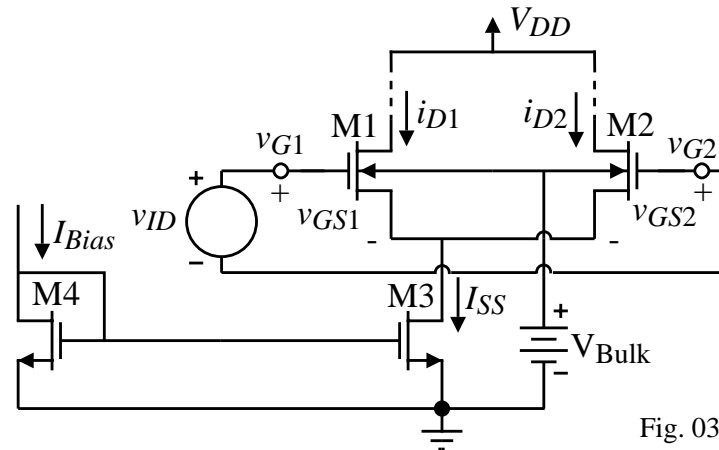 V_DD
M1
i_D1
i_D2
M2
v_G1
v_G2
+
+
+
v_ID
v_GS1
v_GS2
-
-
−
I_Bias
M4
M3
I_SS
+
V_Bulk
−
Fig. 03